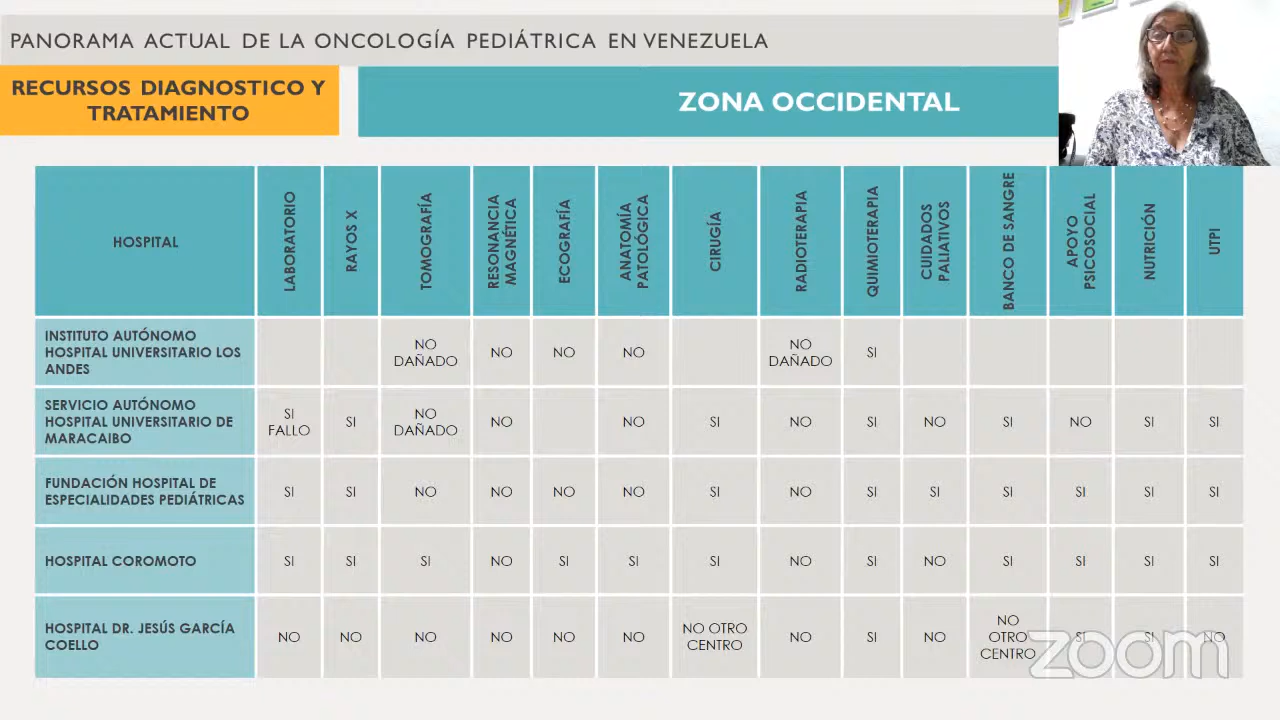 PANORAMA ACTUAL DE LA ONCOLOGÍA PEDIÁTRICA EN VENEZUELA
RECURSOS DIAGNOSTICO Y
TRATAMIENTO
ZONA OCCIDENTAL
HOSPITAL
LABORATORIO
RAYOS X
TOMOGRAFÍA
RESONANCIA
MAGNÉTICA
ECOGRAFÍA
ANATOMÍA
PATOLÓGICA
CIRUGÍA
RADIOTERAPIA
QUIMIOTERAPIA
CUIDADOS
PALIATIVOS
BANCO DE SANGRE
APOYO
PSICOSOCIAL
NUTRICIÓN
UTPI
INSTITUTO AUTÓNOMO
HOSPITAL UNIVERSITARIO LOS
ANDES
NO
DAÑADO
NO
NO
NO
NO
DAÑADO
SI
SERVICIO AUTÓNOMO
HOSPITAL UNIVERSITARIO DE
MARACAIBO
SI
FALLO
SI
NO
DAÑADO
NO
NO
SI
NO
SI
NO
SI
NO
SI
SI
FUNDACIÓN HOSPITAL DE
ESPECIALIDADES PEDIÁTRICAS
SI
SI
NO
NO
NO
NO
SI
NO
SI
SI
SI
SI
SI
SI
HOSPITAL COROMOTO
SI
SI
SI
NO
SI
SI
SI
NO
SI
NO
SI
SI
SI
SI
HOSPITAL DR. JESÚS GARCÍA
COELLO
NO
NO
NO
NO
NO
NO
NO OTRO
CENTRO
NO
SI
NO
NO
OTRO
CENTRO
SI
SI
NO
zoom